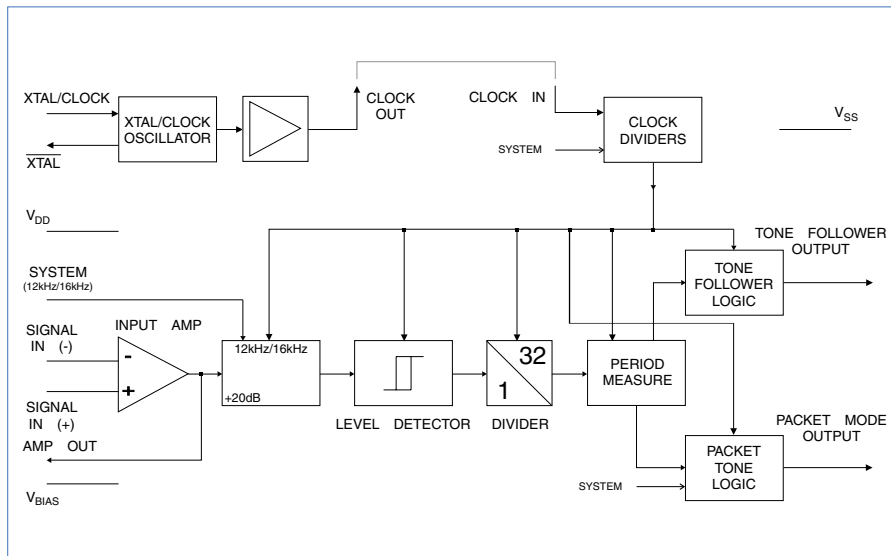 XTAL/CLOCK
XTAL/CLOCK
OSCILLATOR
XTAL
CLOCK
OUT
CLOCK IN
SYSTEM
CLOCK
DIVIDERS
VSS
VDD
SYSTEM
(12kHz/16kHz)
SIGNAL
IN (-)
INPUT AMP
-
+
SIGNAL
IN (+)
AMP OUT
VBIAS
12kHz/16kHz
+20dB
LEVEL DETECTOR
32
1
DIVIDER
PERIOD
MEASURE
TONE
FOLLOWER
LOGIC
TONE FOLLOWER
OUTPUT
SYSTEM
PACKET
TONE
LOGIC
PACKET MODE
OUTPUT